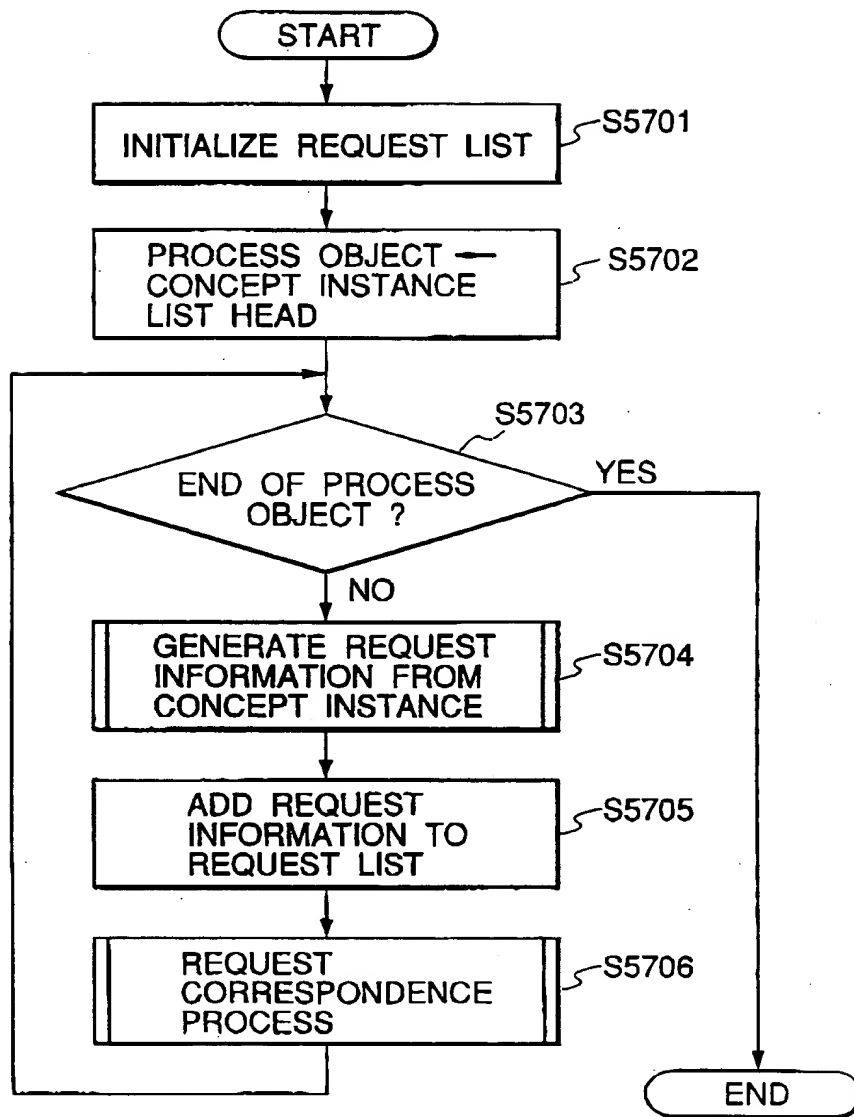 START
INITIALIZE REQUEST LIST
S5701
PROCESS OBJECT ←
CONCEPT INSTANCE
LIST HEAD
S5702
S5703
END OF PROCESS
OBJECT ?
YES
NO
GENERATE REQUEST
INFORMATION FROM
CONCEPT INSTANCE
S5704
ADD REQUEST
INFORMATION TO
REQUEST LIST
S5705
REQUEST
CORRESPONDENCE
PROCESS
S5706
END